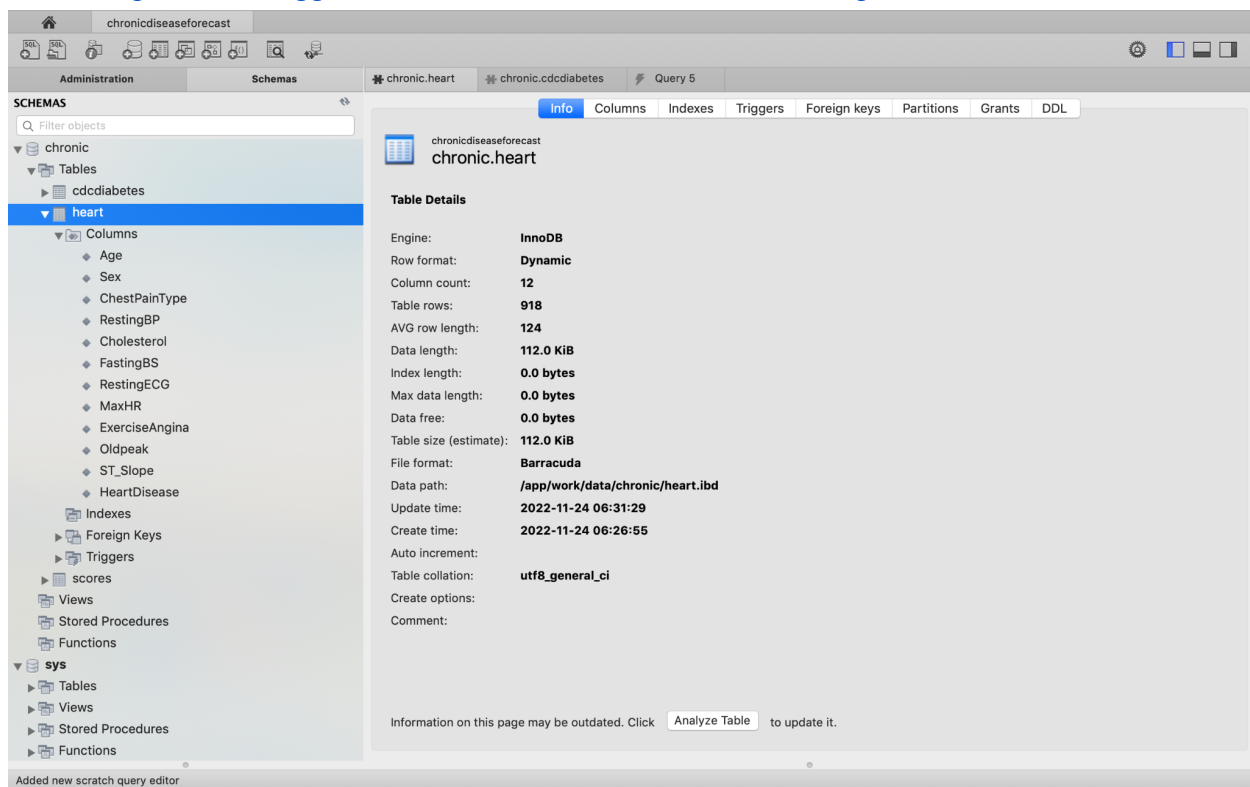 chronicdiseaseforecast
Administration
Schemas
chronic.heart
chronic.cdcdiabetes
Query 5
SCHEMAS
Filter objects
chronic
Tables
cdcdiabetes
heart
Columns
Age
Sex
ChestPainType
RestingBP
Cholesterol
FastingBS
RestingECG
MaxHR
ExerciseAngina
Oldpeak
ST_Slope
HeartDisease
Indexes
Foreign Keys
Triggers
scores
Views
Stored Procedures
Functions
sys
Tables
Views
Stored Procedures
Functions
Info Columns Indexes Triggers Foreign keys Partitions Grants DDL
chronicdiseaseforecast
chronic.heart
Table Details
Engine: InnoDB
Row format: Dynamic
Column count: 12
Table rows: 918
AVG row length: 124
Data length: 112.0 KiB
Index length: 0.0 bytes
Max data length: 0.0 bytes
Data free: 0.0 bytes
Table size (estimate): 112.0 KiB
File format: Barracuda
Data path: /app/work/data/chronic/heart.ibd
Update time: 2022-11-24 06:31:29
Create time: 2022-11-24 06:26:55
Auto increment:
Table collation: utf8_general_ci
Create options:
Comment:
Information on this page may be outdated. Click Analyze Table to update it.
Added new scratch query editor